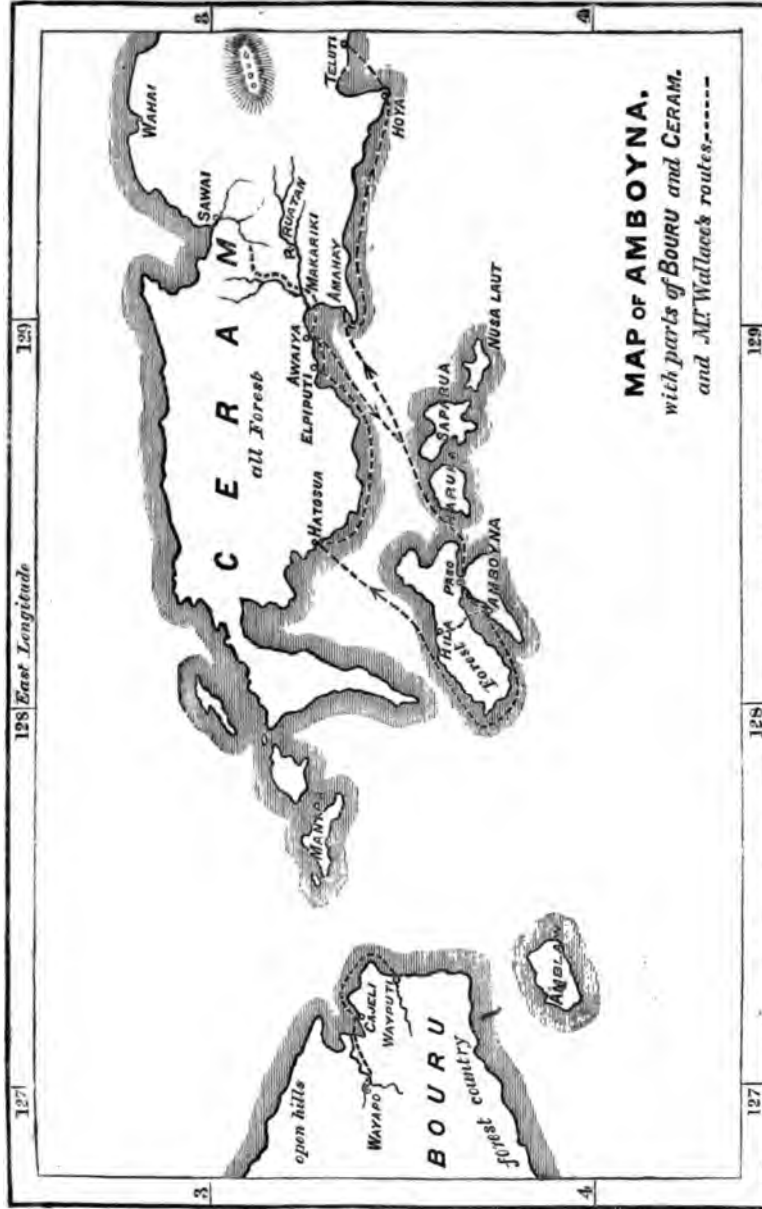 MAP OF AMBOYNA.
with parts of BOURU and CERAM.
and Mr. Wallace's routes
127
128 East Longitude
129
3
4
3
4
127
128
129
open hills
WAYAPO
CAJELI
WAYPUTI
BOURU
forest country
AMBLAW
MANIPA
CERAM
all Forest
HATOSUA
ELPIPUTI
AWAIYA
MAKARIKI
AMAHAY
R. RUATAN
SAWAI
WAHAI
TELUTI
HOYA
HILA
Forest
PASO
AMBOYNA
SAPARUA
NUSA LAUT